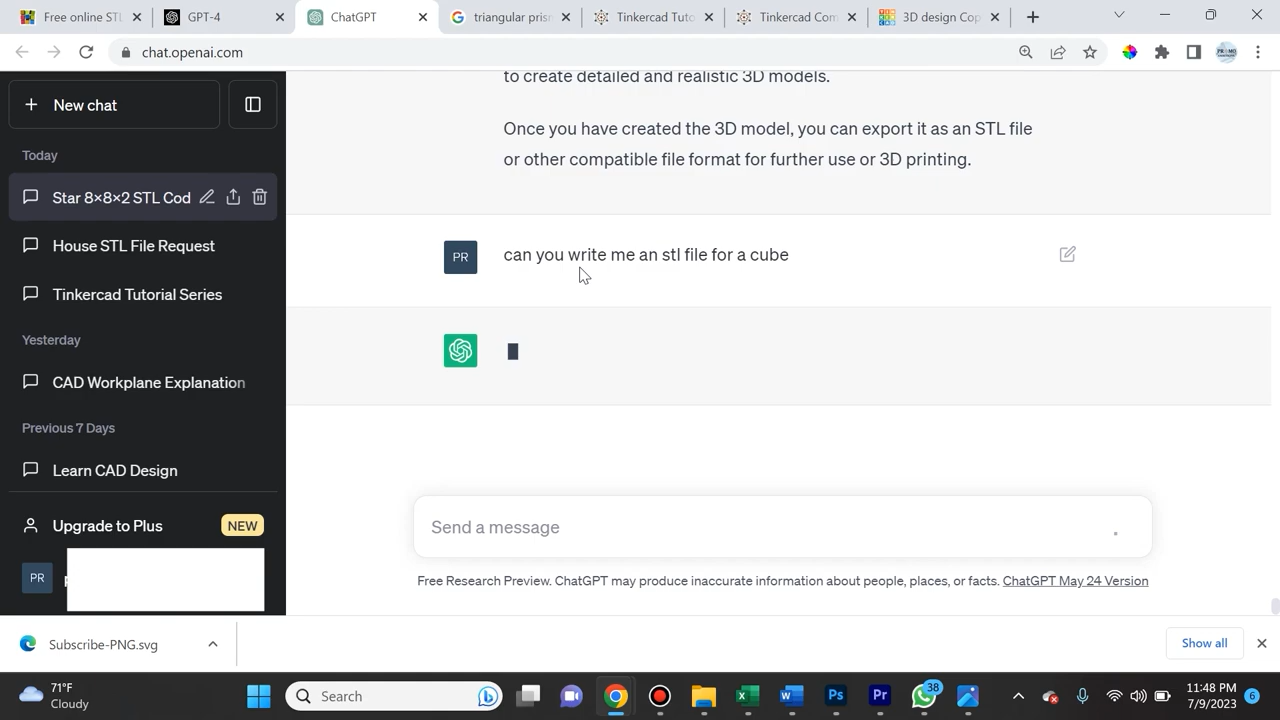 Free online STL
GPT-4
ChatGPT
triangular prism
Tinkercad Tuto
Tinkercad Com
3D design Cop
chat.openai.com
New chat
Today
Star 8×8×2 STL Cod
House STL File Request
Tinkercad Tutorial Series
Yesterday
CAD Workplane Explanation
Previous 7 Days
Learn CAD Design
Upgrade to Plus
NEW
PR
to create detailed and realistic 3D models.
Once you have created the 3D model, you can export it as an STL file
or other compatible file format for further use or 3D printing.
PR
can you write me an stl file for a cube
Send a message
Free Research Preview. ChatGPT may produce inaccurate information about people, places, or facts. ChatGPT May 24 Version
Subscribe-PNG.svg
Show all
71°F
Cloudy
Search
38
11:48 PM
7/9/2023
6